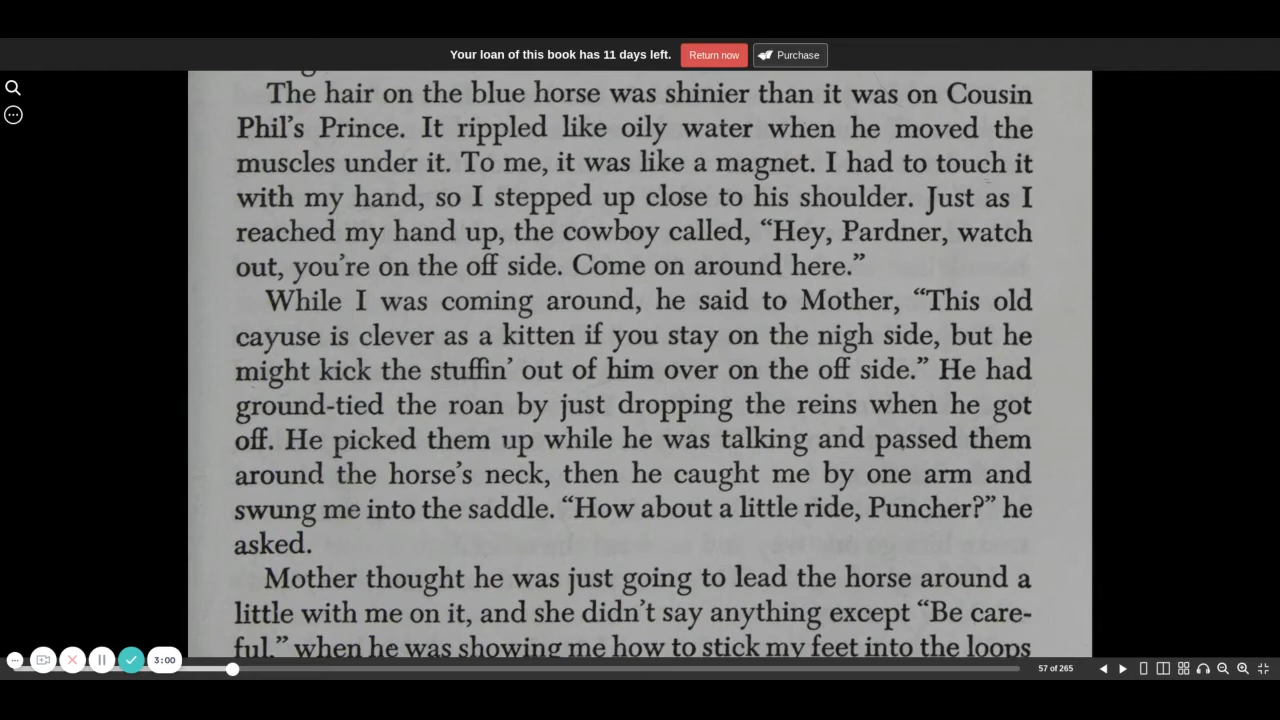 Your loan of this book has 11 days left. Return now Purchase
The hair on the blue horse was shinier than it was on Cousin
Phil's Prince. It rippled like oily water when he moved the
muscles under it. To me, it was like a magnet. I had to touch it
with my hand, so I stepped up close to his shoulder. Just as I
reached my hand up, the cowboy called, “Hey, Pardner, watch
out, you're on the off side. Come on around here.”
While I was coming around, he said to Mother, “This old
cayuse is clever as a kitten if you stay on the nigh side, but he
might kick the stuffin' out of him over on the off side.” He had
ground-tied the roan by just dropping the reins when he got
off. He picked them up while he was talking and passed them
around the horse's neck, then he caught me by one arm and
swung me into the saddle. “How about a little ride, Puncher?” he
asked.
Mother thought he was just going to lead the horse around a
little with me on it, and she didn't say anything except “Be care-
ful,” when he was showing me how to stick my feet into the loops
3:00
57 of 265